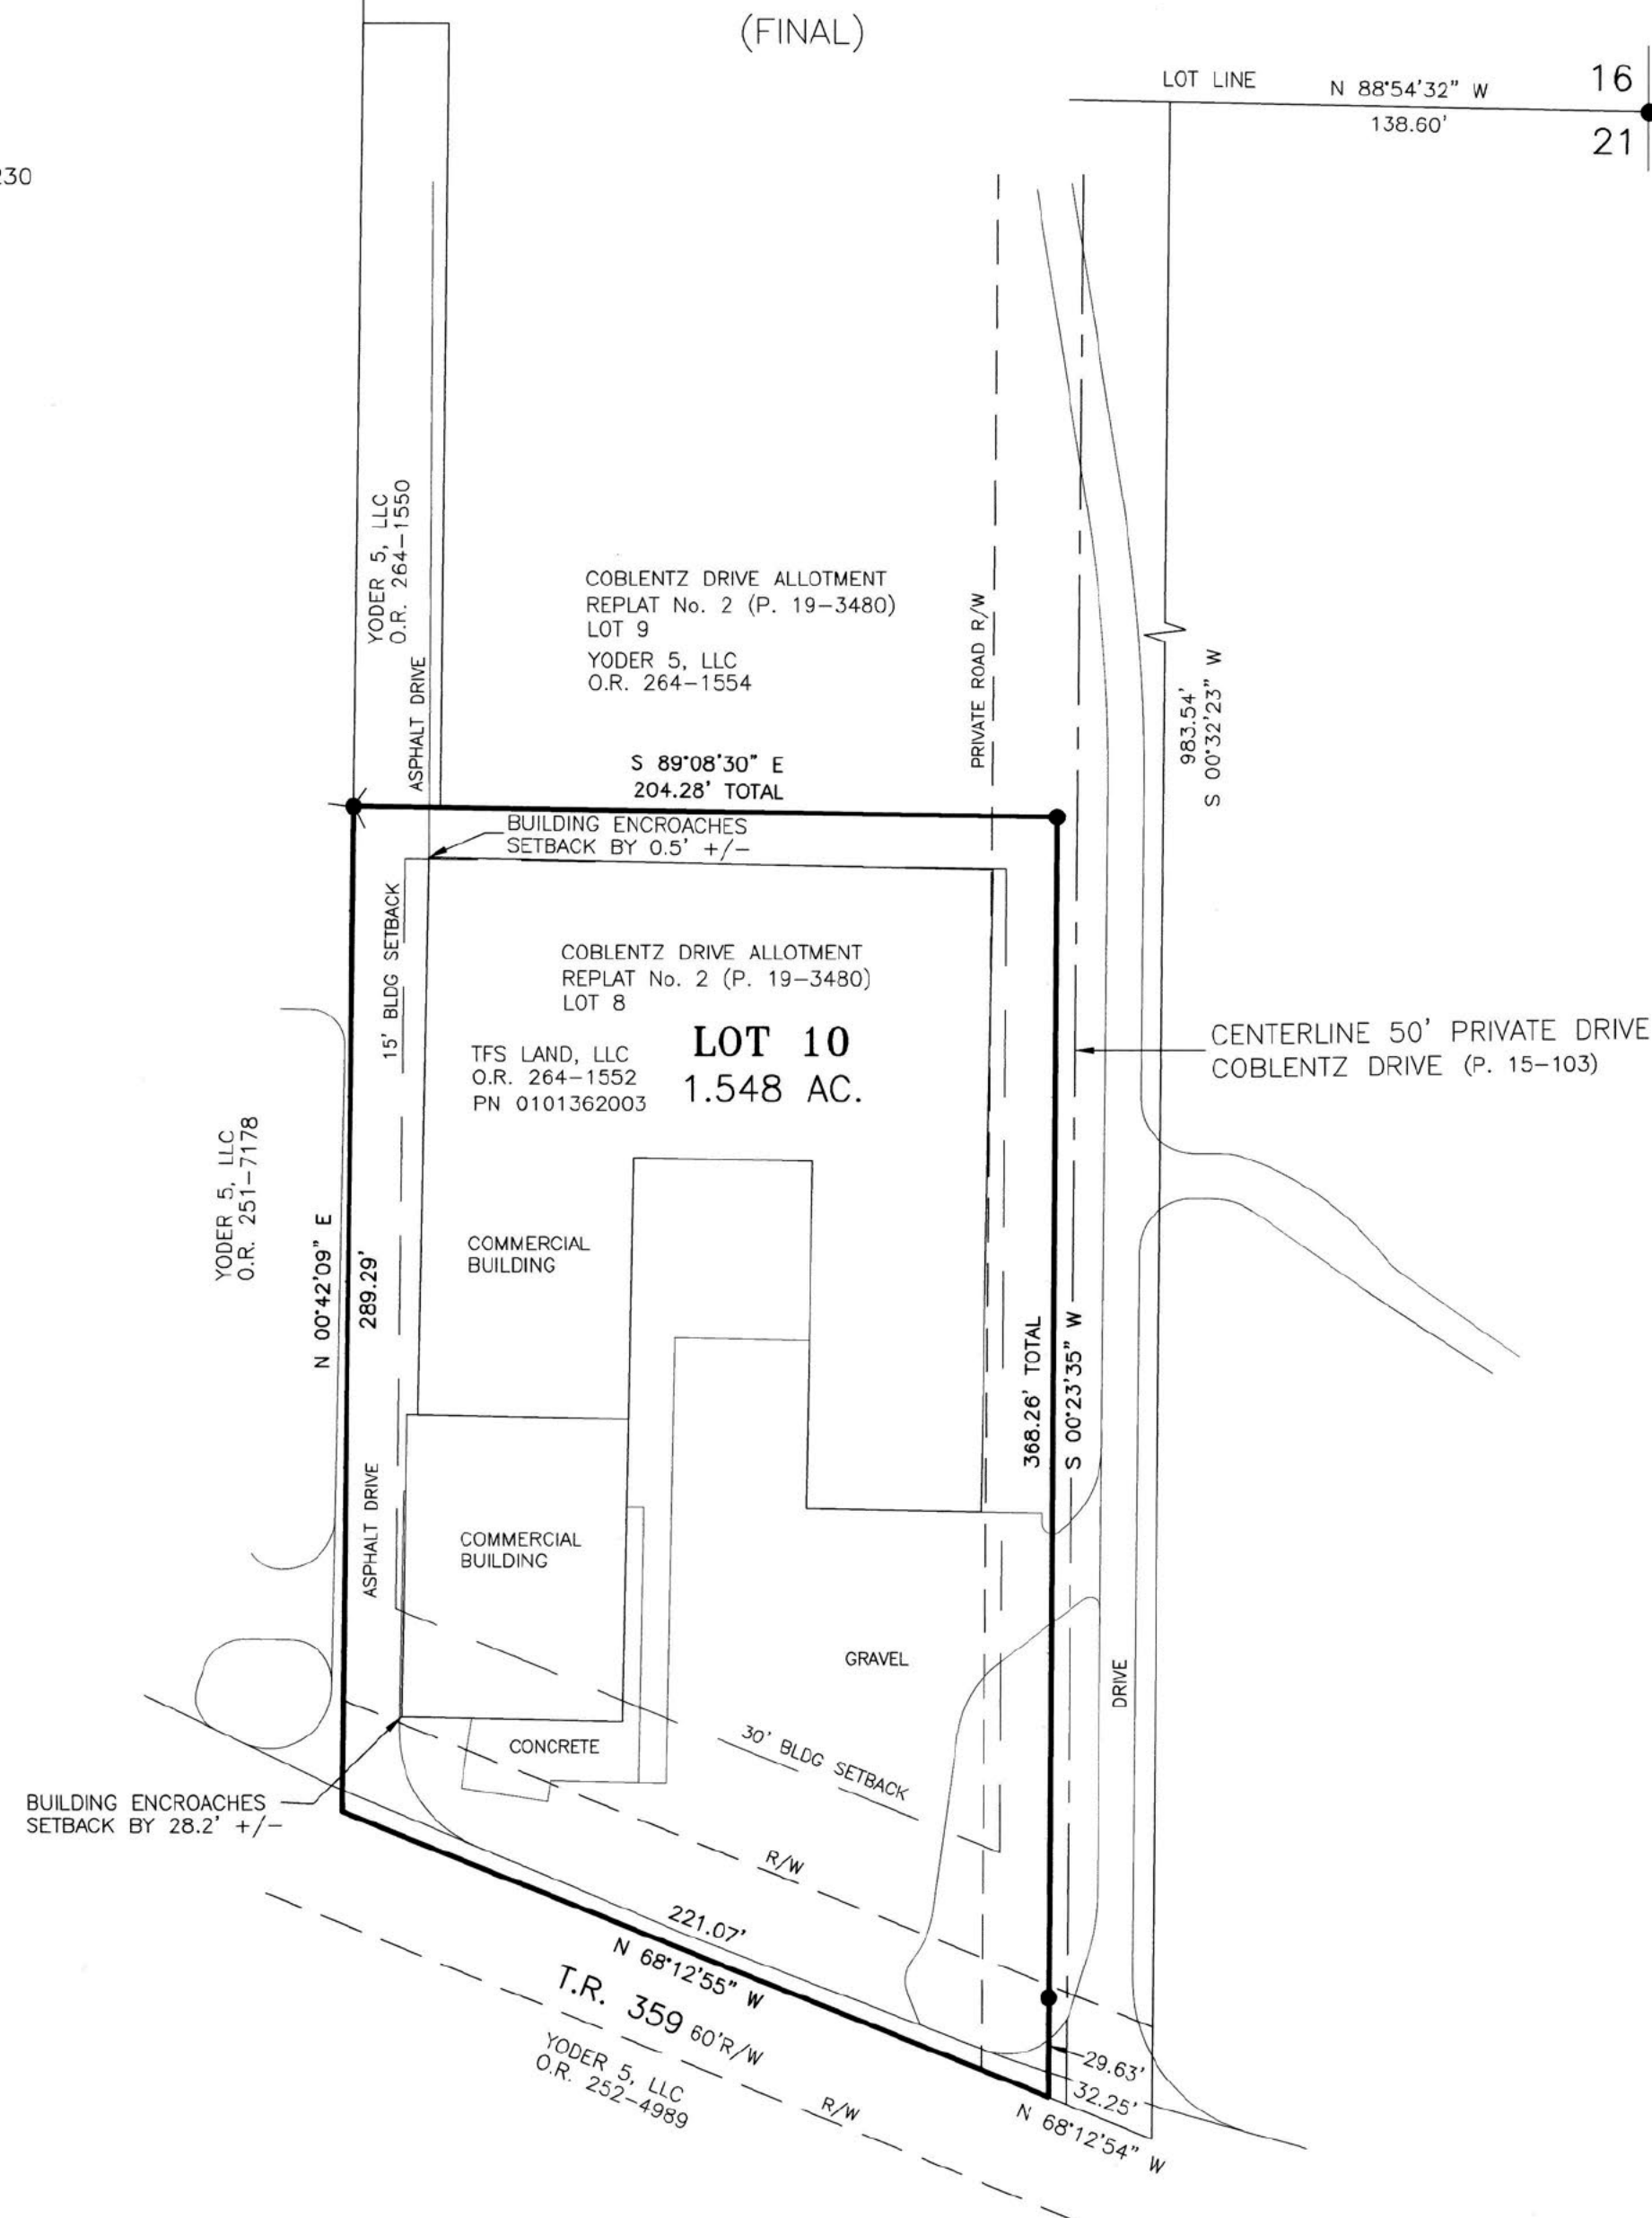 (FINAL)
LOT LINE
N 88°54'32" W
138.60'
16
21
230
YODER 5, LLC
O.R. 264-1550
ASPHALT DRIVE
COBLENTZ DRIVE ALLOTMENT
REPLAT No. 2 (P. 19-3480)
LOT 9
YODER 5, LLC
O.R. 264-1554
PRIVATE ROAD R/W
983.54'
S 00°32'23" W
S 89°08'30" E
204.28' TOTAL
BUILDING ENCROACHES
SETBACK BY 0.5' +/-
15' BLDG SETBACK
COBLENTZ DRIVE ALLOTMENT
REPLAT No. 2 (P. 19-3480)
LOT 8
LOT 10
1.548 AC.
TFS LAND, LLC
O.R. 264-1552
PN 0101362003
CENTERLINE 50' PRIVATE DRIVE
COBLENTZ DRIVE (P. 15-103)
YODER 5, LLC
O.R. 251-7178
N 00°42'09" E
289.29'
COMMERCIAL
BUILDING
368.26' TOTAL
S 00°23'35" W
ASPHALT DRIVE
COMMERCIAL
BUILDING
GRAVEL
DRIVE
CONCRETE
30' BLDG SETBACK
BUILDING ENCROACHES
SETBACK BY 28.2' +/-
R/W
221.07'
N 68°12'55" W
T.R. 359 60'R/W
YODER 5, LLC
O.R. 252-4989
R/W
29.63'
32.25'
N 68°12'54" W